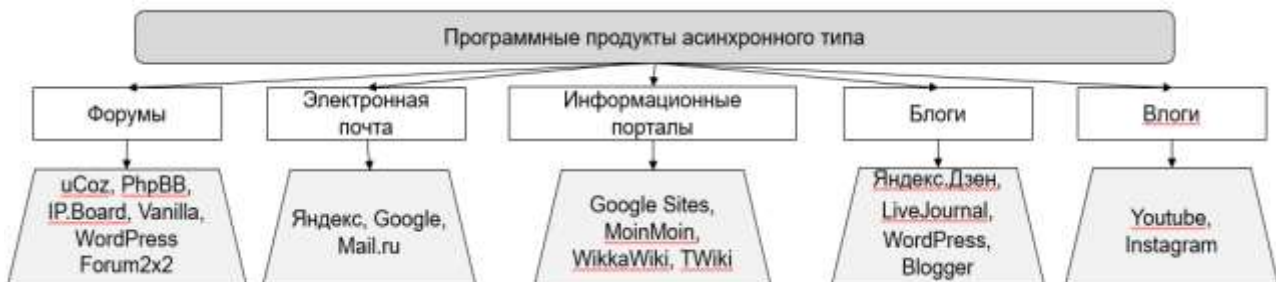 Программные продукты асинхронного типа
Форумы
Электронная
почта
Информационные
порталы
Блоги
Влоги
uCoz, PhpBB,
IP.Board, Vanilla,
WordPress
Forum2x2
Яндекс, Google,
Mail.ru
Google Sites,
MoinMoin,
WikkaWiki, TWiki
Яндекс.Дзен,
LiveJournal,
WordPress,
Blogger
Youtube,
Instagram